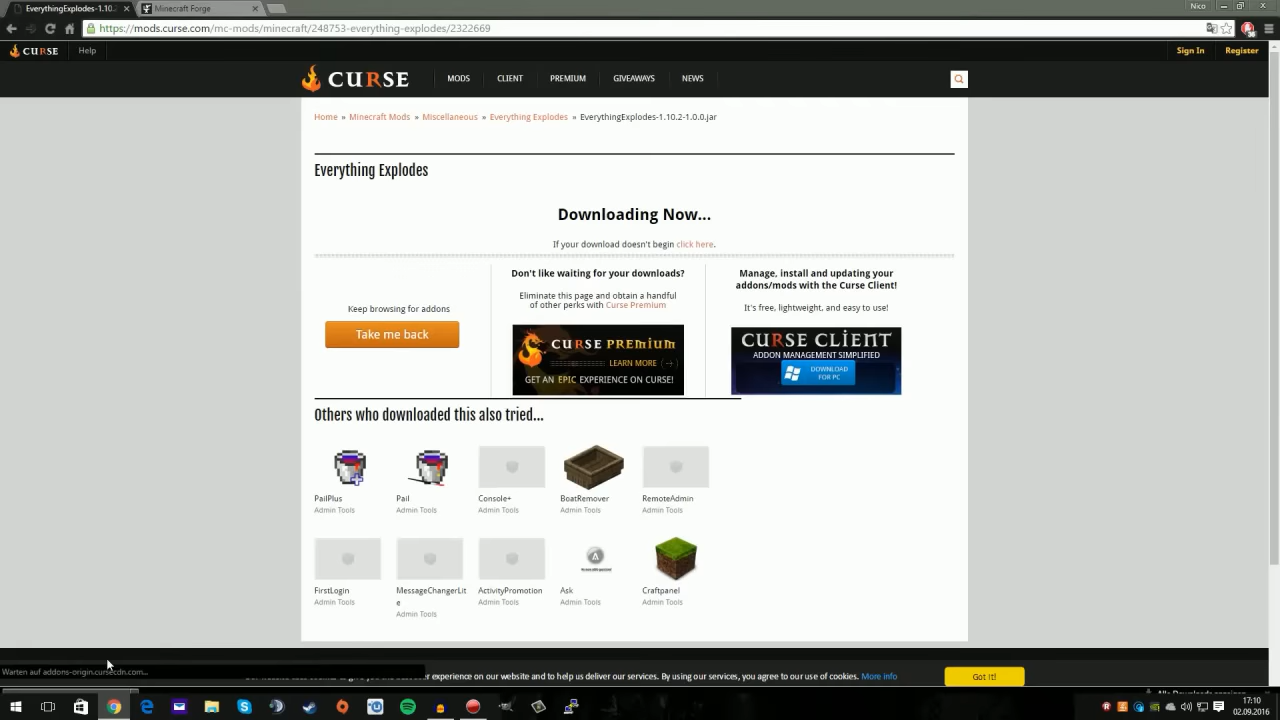 EverythingExplodes-1.10...
Minecraft Forge
Nico
https://mods.curse.com/mc-mods/minecraft/248753-everything-explodes/2322669
CURSE
Help
Sign In
Register
CURSE
MODS
CLIENT
PREMIUM
GIVEAWAYS
NEWS
Home » Minecraft Mods » Miscellaneous » Everything Explodes » EverythingExplodes-1.10.2-1.0.0.jar
Everything Explodes
Downloading Now...
If your download doesn't begin click here.
Keep browsing for addons
Take me back
Don't like waiting for your downloads?
Eliminate this page and obtain a handful
of other perks with Curse Premium
CURSE PREMIUM
LEARN MORE
GET AN EPIC EXPERIENCE ON CURSE!
Manage, install and updating your
addons/mods with the Curse Client!
It's free, lightweight, and easy to use!
CURSE CLIENT
ADDON MANAGEMENT SIMPLIFIED
DOWNLOAD
FOR PC
Others who downloaded this also tried...
PailPlus
Admin Tools
Pail
Admin Tools
Console+
Admin Tools
BoatRemover
Admin Tools
RemoteAdmin
Admin Tools
FirstLogin
Admin Tools
MessageChangerLit
e
Admin Tools
ActivityPromotion
Admin Tools
Ask
Admin Tools
Craftpanel
Admin Tools
Warten auf addons-origin.cursecdn.com...
experience on our website and to help us deliver our services. By using our services, you agree to our use of cookies. More info
Got it!
17:10
02.09.2016